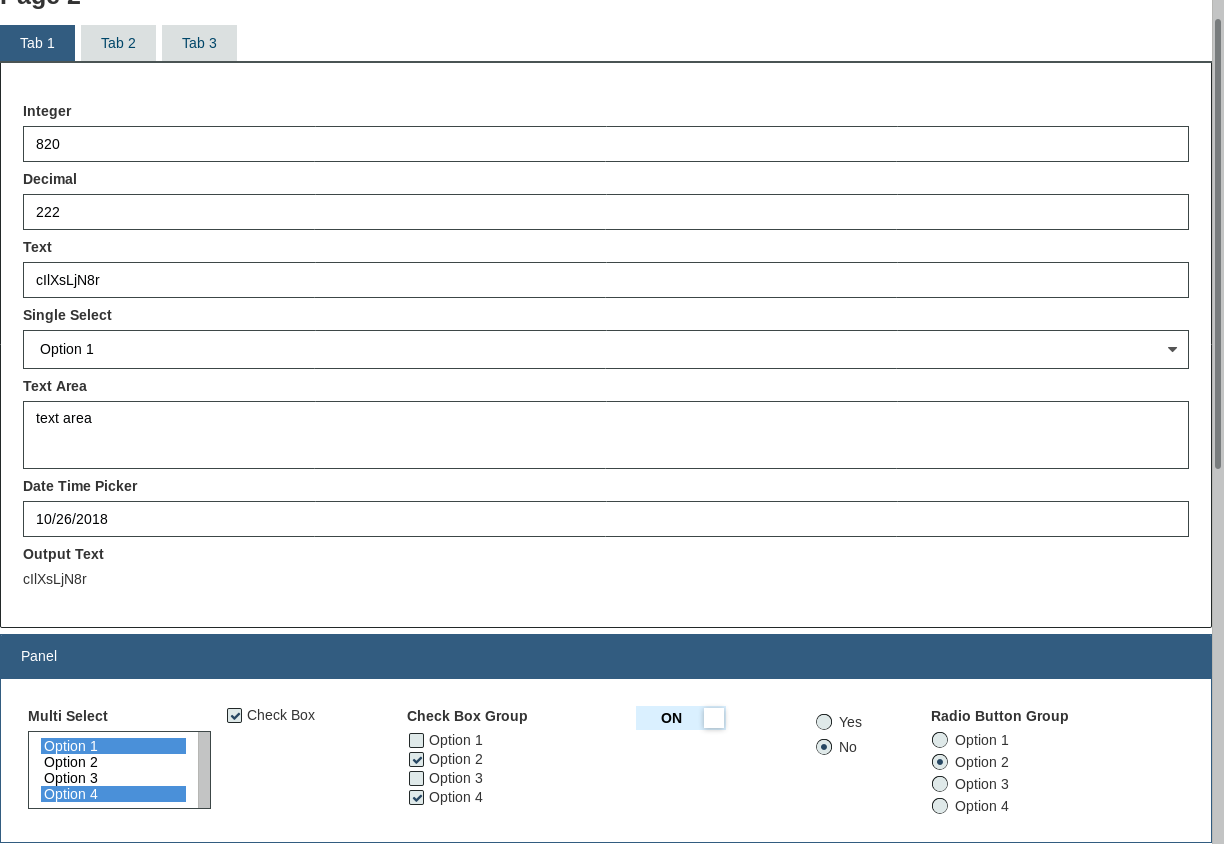 Page 2
Tab 1 Tab 2 Tab 3
Integer
820
Decimal
222
Text
cIlXsLjN8r
Single Select
Option 1
Text Area
text area
Date Time Picker
10/26/2018
Output Text
cIlXsLjN8r
Panel
Multi Select
Option 1
Option 2
Option 3
Option 4
Check Box
Check Box Group
Option 1
Option 2
Option 3
Option 4
ON
Yes
No
Radio Button Group
Option 1
Option 2
Option 3
Option 4